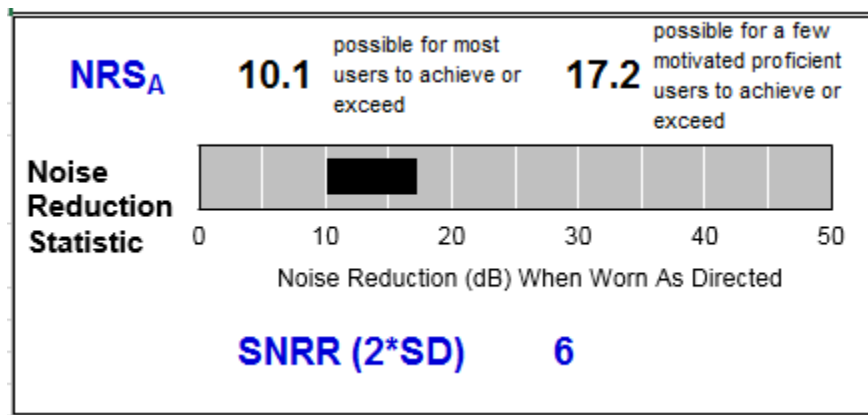 NRSA
10.1
possible for most
users to achieve or
exceed
17.2
possible for a few
motivated proficient
users to achieve or
exceed
Noise
Reduction
Statistic
0 10 20 30 40 50
Noise Reduction (dB) When Worn As Directed
SNRR (2*SD) 6